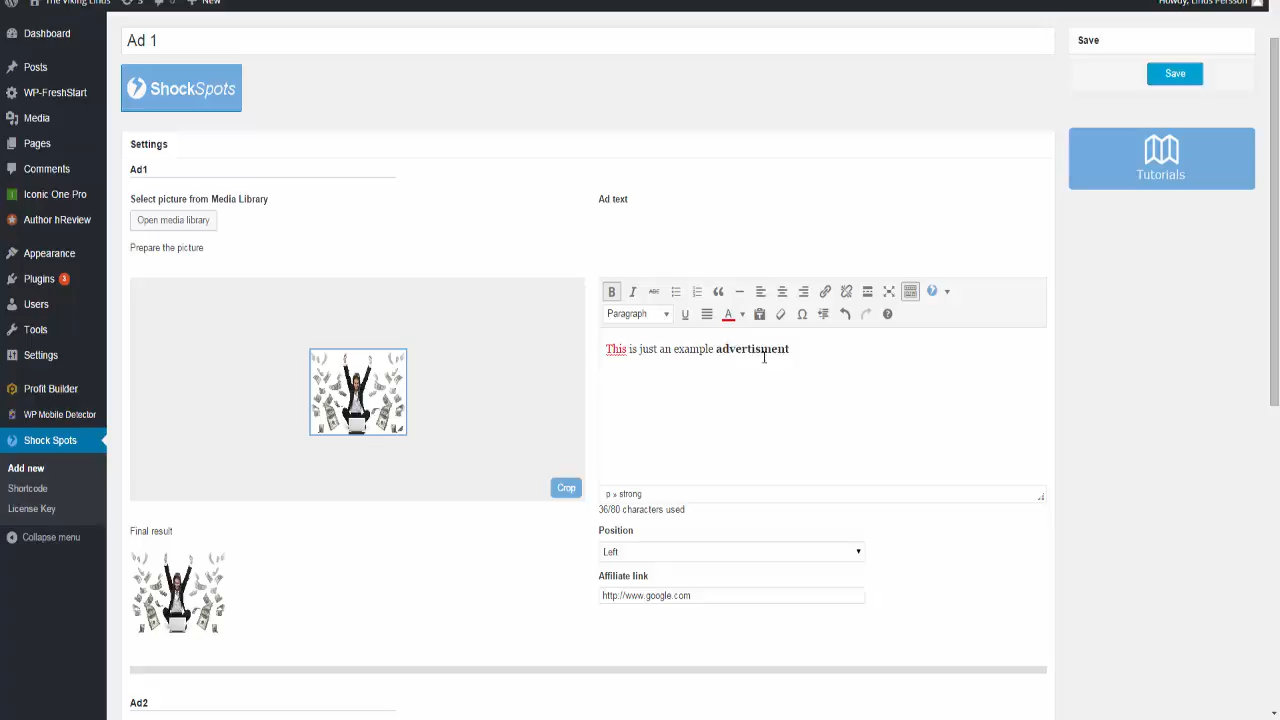 The Viking Linus 3 0 New Howdy, Linus Persson
Dashboard
Posts
WP-FreshStart
Media
Pages
Comments
Iconic One Pro
Author hReview
Appearance
Plugins 3
Users
Tools
Settings
Profit Builder
WP Mobile Detector
Shock Spots
Add new
Shortcode
License Key
Collapse menu
Ad 1
ShockSpots
Settings
Ad1
Select picture from Media Library
Open media library
Prepare the picture
Crop
Final result
Ad text
B I ABC
Paragraph U A
This is just an example advertisment
p » strong
36/80 characters used
Position
Left
Affiliate link
http://www.google.com
Ad2
Save
Save
Tutorials